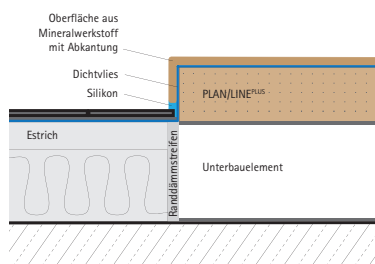 Oberfläche aus
Mineralwerkstoff
mit Abkantung
Dichtvlies
Silikon
PLAN/LINEPLUS
Estrich
Randdämmstreifen
Unterbauelement